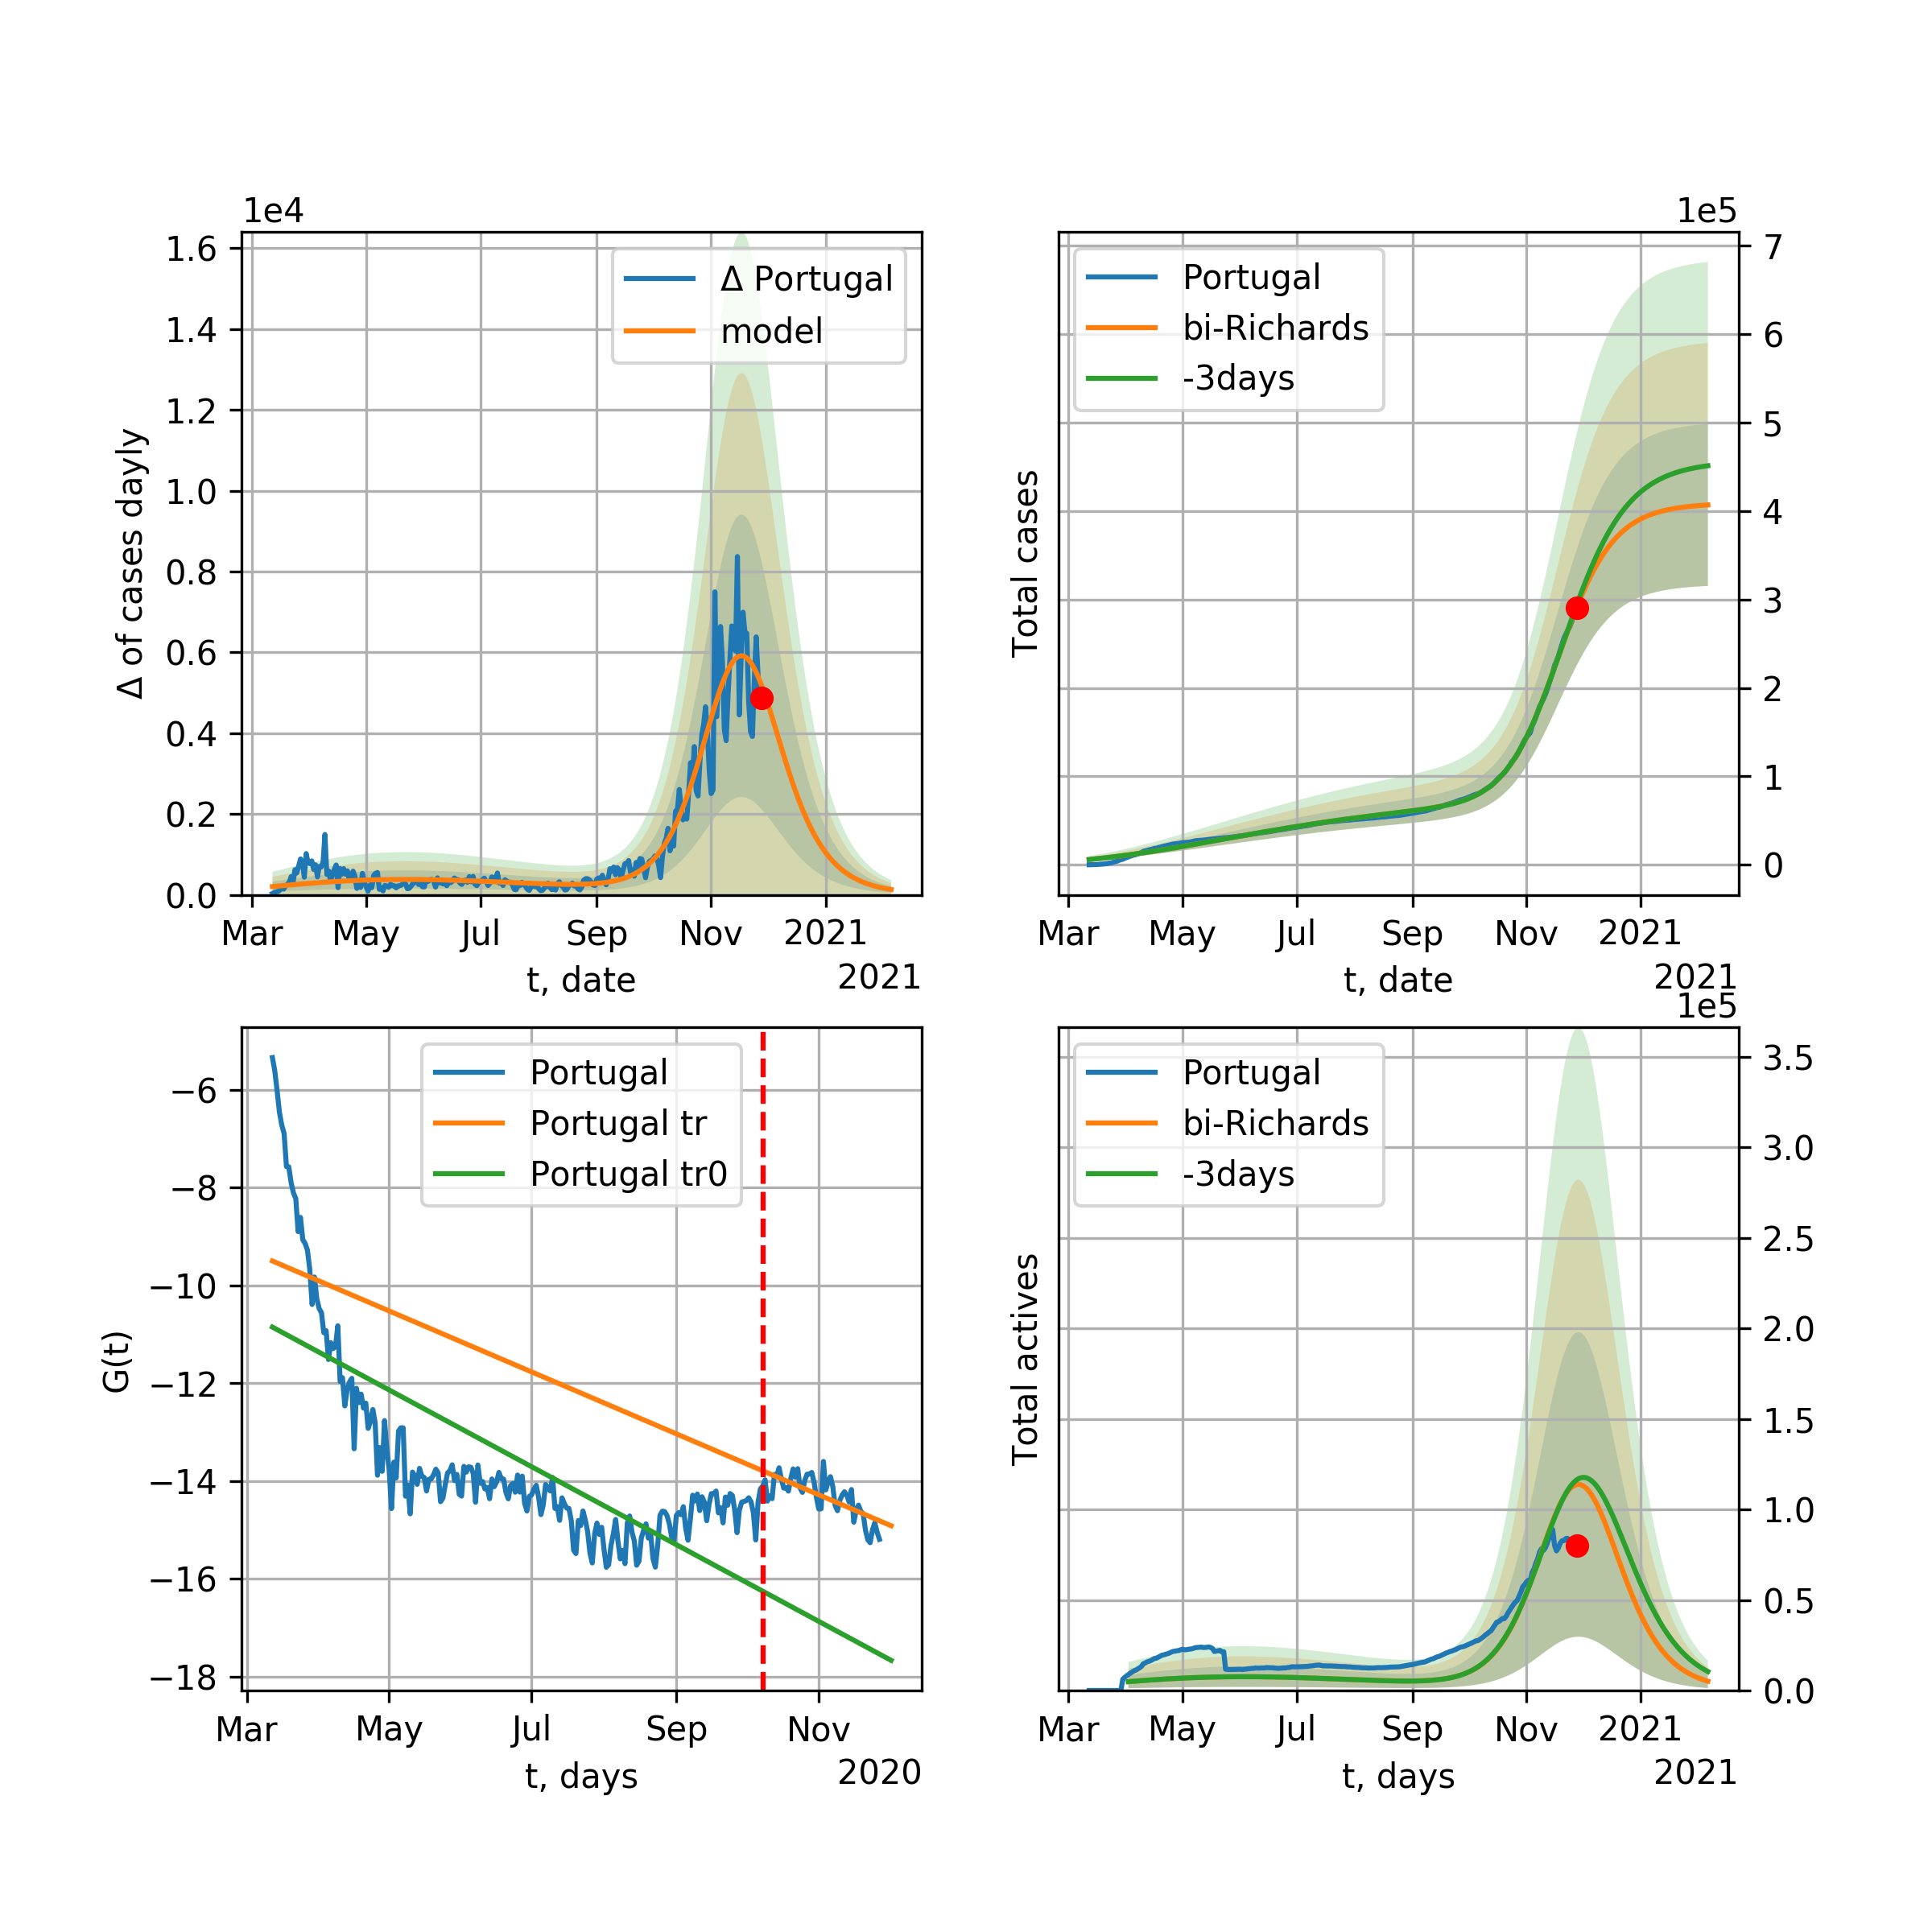 1e4
1.6
1.4
1.2
1.0
0.8
0.6
0.4
0.2
0.0
Δ of cases dayly
Δ Portugal
model
Mar May Jul Sep Nov 2021
t, date
2021
1e5
7
6
5
4
3
2
1
0
Total cases
Portugal
bi-Richards
-3days
Mar May Jul Sep Nov 2021
t, date
2021
−6
−8
−10
−12
−14
−16
−18
G(t)
Portugal
Portugal tr
Portugal tr0
Mar May Jul Sep Nov
t, days
2020
1e5
3.5
3.0
2.5
2.0
1.5
1.0
0.5
0.0
Total actives
Portugal
bi-Richards
-3days
Mar May Jul Sep Nov 2021
t, days
2021